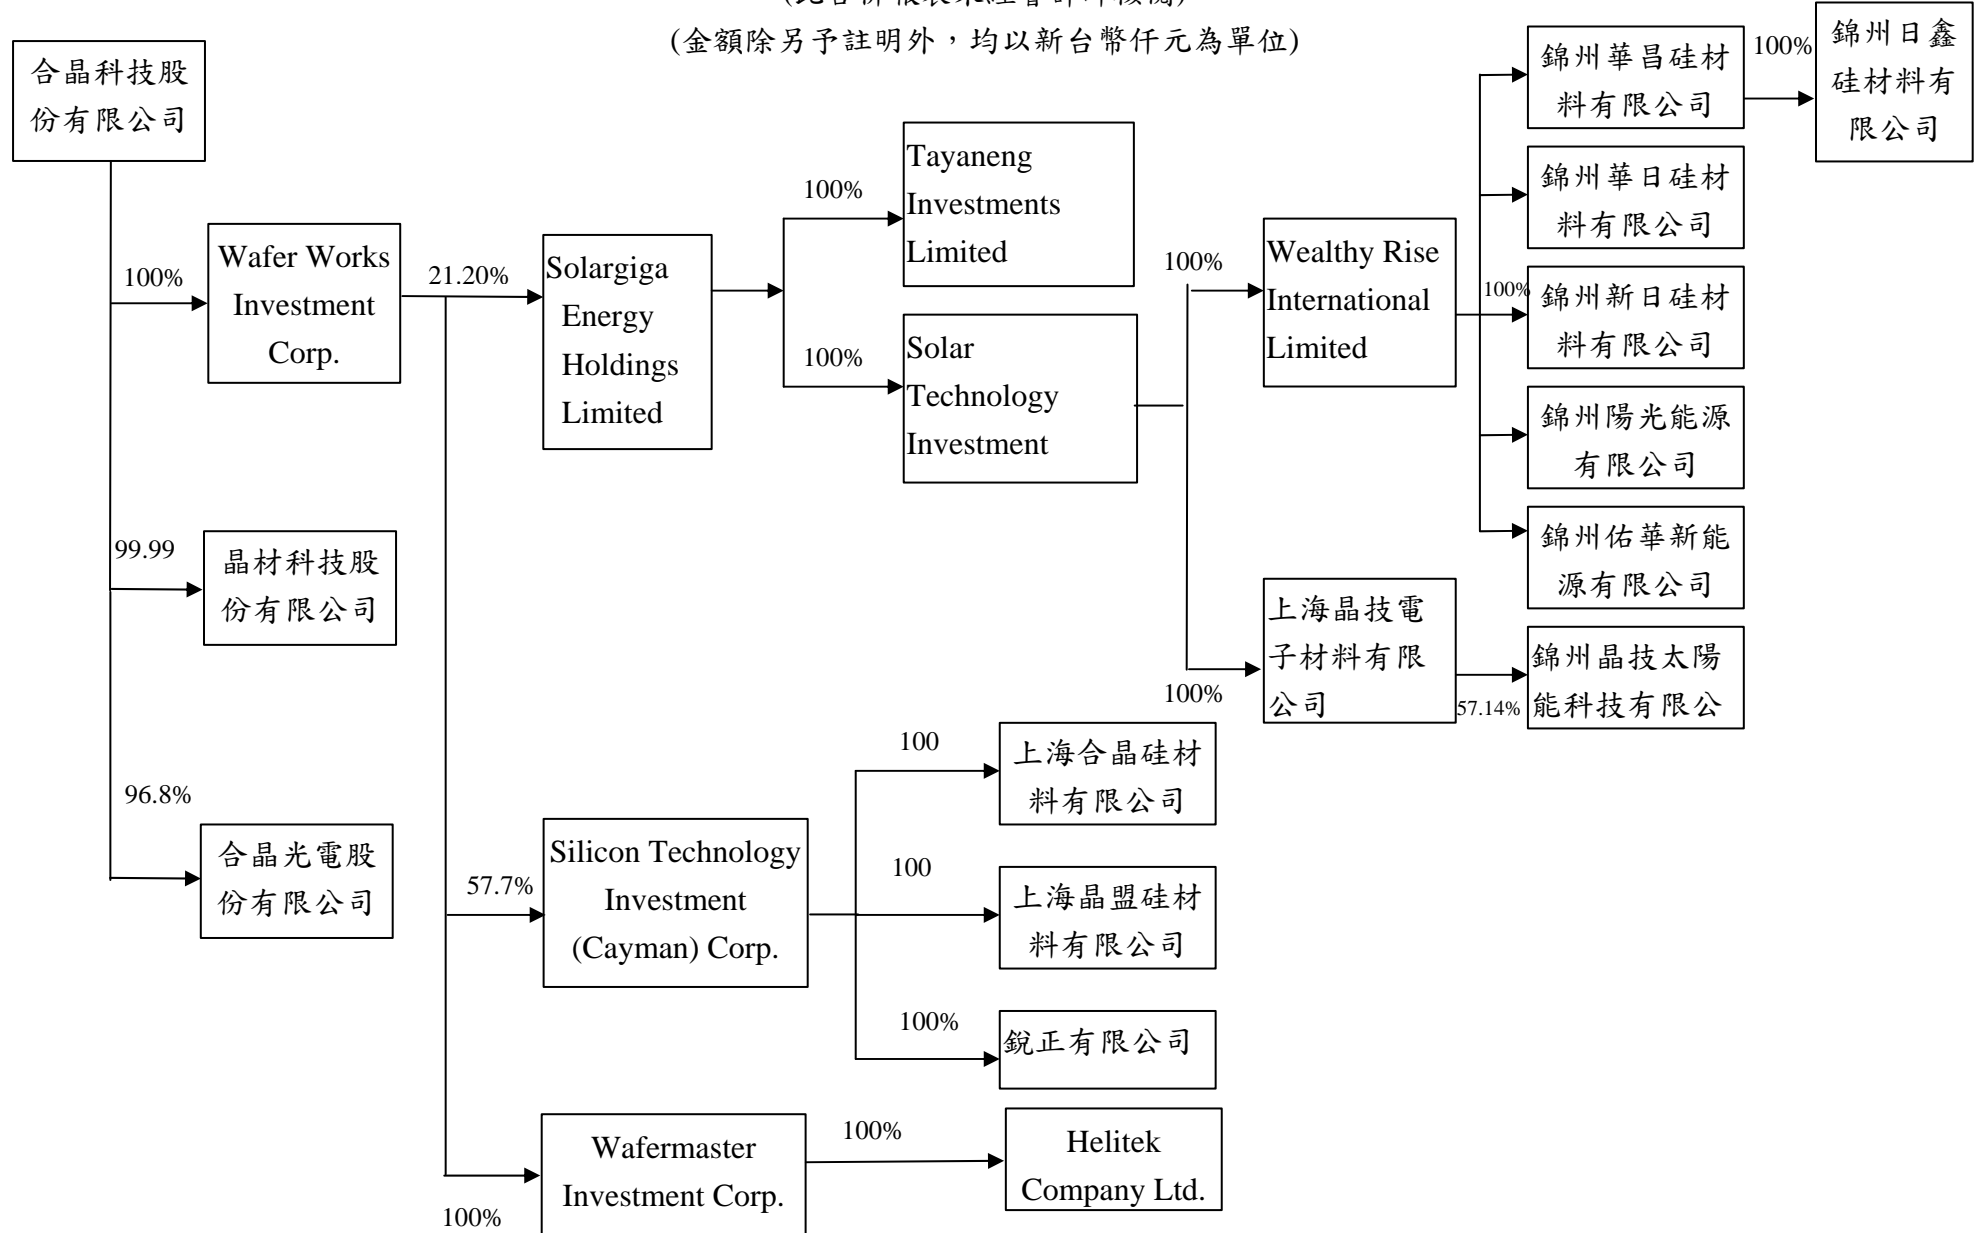 (金額除另予註明外，均以新台幣仟元為單位)
合晶科技股
份有限公司
100%
Wafer Works
Investment
Corp.
99.99
晶材科技股
份有限公司
96.8%
合晶光電股
份有限公司
21.20%
Solargiga
Energy
Holdings
Limited
100%
Tayaneng
Investments
Limited
100%
Solar
Technology
Investment
100%
Wealthy Rise
International
Limited
100%
錦州華昌硅材
料有限公司
100%
錦州日鑫
硅材料有
限公司
錦州華日硅材
料有限公司
錦州新日硅材
料有限公司
錦州陽光能源
有限公司
錦州佑華新能
源有限公司
100%
上海晶技電
子材料有限
公司
57.14%
錦州晶技太陽
能科技有限公
57.7%
Silicon Technology
Investment
(Cayman) Corp.
100
上海合晶硅材
料有限公司
100
上海晶盟硅材
料有限公司
100%
銳正有限公司
100%
Wafermaster
Investment Corp.
100%
Helitek
Company Ltd.